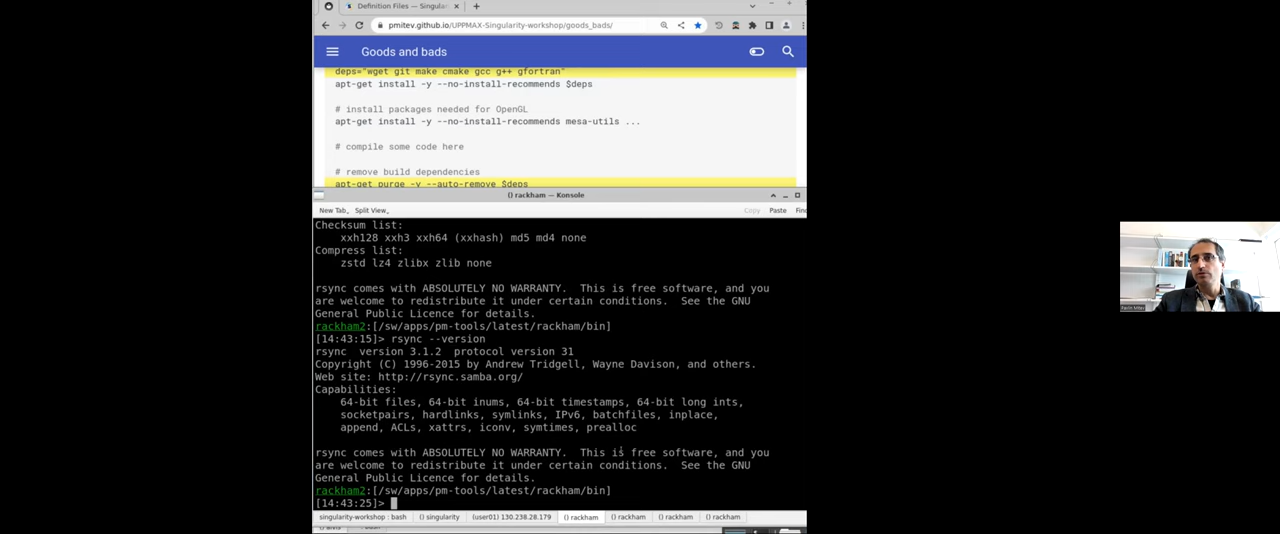 Definition Files — Singularit ×
pmitev.github.io/UPPMAX-Singularity-workshop/goods_bads/
Goods and bads
deps="wget git make cmake gcc g++ gfortran"
apt-get install -y --no-install-recommends $deps
# install packages needed for OpenGL
apt-get install -y --no-install-recommends mesa-utils ...
# compile some code here
# remove build dependencies
apt-get purge -y --auto-remove $deps
() rackham — Konsole
New Tab Split View Copy Paste Find
Checksum list:
xxh128 xxh3 xxh64 (xxhash) md5 md4 none
Compress list:
zstd lz4 zlibx zlib none
rsync comes with ABSOLUTELY NO WARRANTY. This is free software, and you
are welcome to redistribute it under certain conditions. See the GNU
General Public Licence for details.
rackham2:[/sw/apps/pm-tools/latest/rackham/bin]
[14:43:15]> rsync --version
rsync version 3.1.2 protocol version 31
Copyright (C) 1996-2015 by Andrew Tridgell, Wayne Davison, and others.
Web site: http://rsync.samba.org/
Capabilities:
64-bit files, 64-bit inums, 64-bit timestamps, 64-bit long ints,
socketpairs, hardlinks, symlinks, IPv6, batchfiles, inplace,
append, ACLs, xattrs, iconv, symtimes, prealloc
rsync comes with ABSOLUTELY NO WARRANTY. This is free software, and you
are welcome to redistribute it under certain conditions. See the GNU
General Public Licence for details.
rackham2:[/sw/apps/pm-tools/latest/rackham/bin]
[14:43:25]>
singularity-workshop : bash () singularity (user01) 130.238.28.179 () rackham () rackham () rackham () rackham